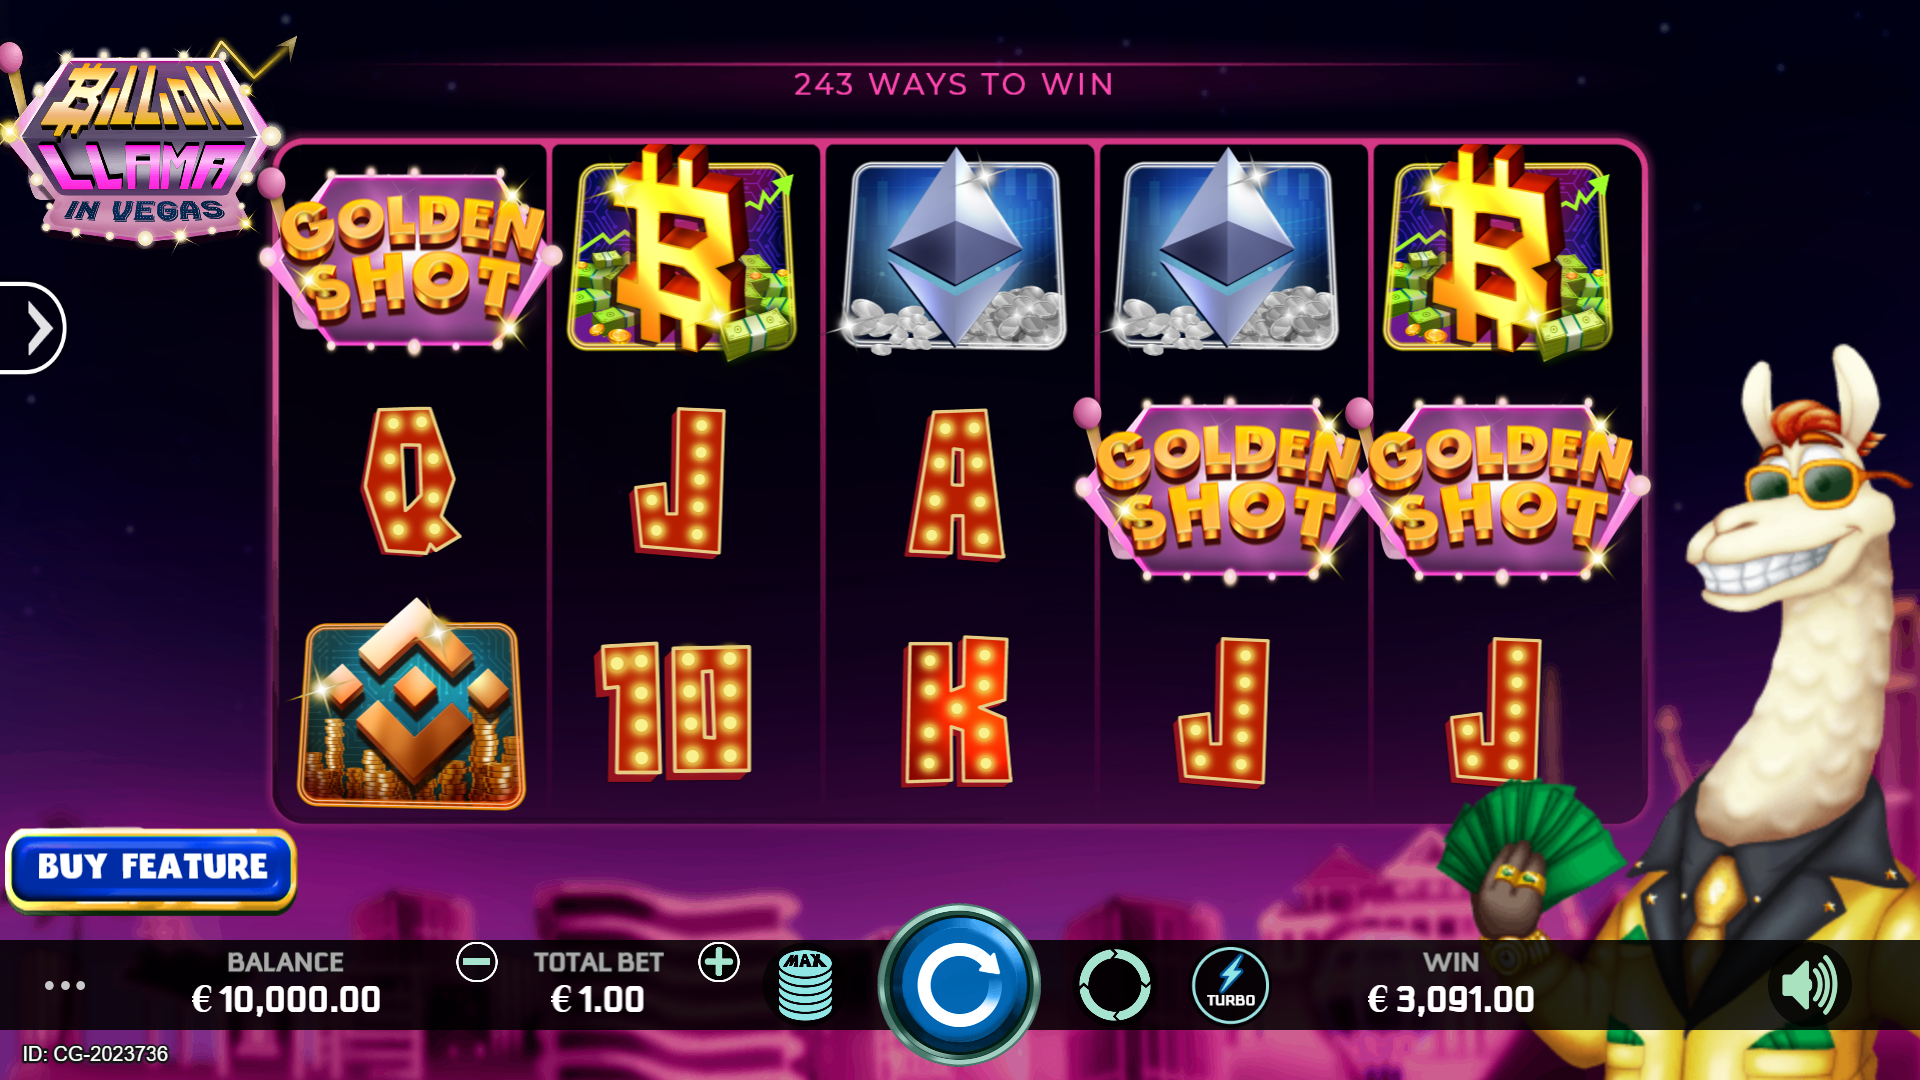 BILLION
LLAMA
IN VEGAS
243 WAYS TO WIN
GOLDEN
SHOT
Q
J
A
GOLDEN
SHOT
GOLDEN
SHOT
10
K
J
J
BUY FEATURE
BALANCE
€ 10,000.00
TOTAL BET
€ 1.00
MAX
TURBO
WIN
€ 3,091.00
ID: CG-2023736